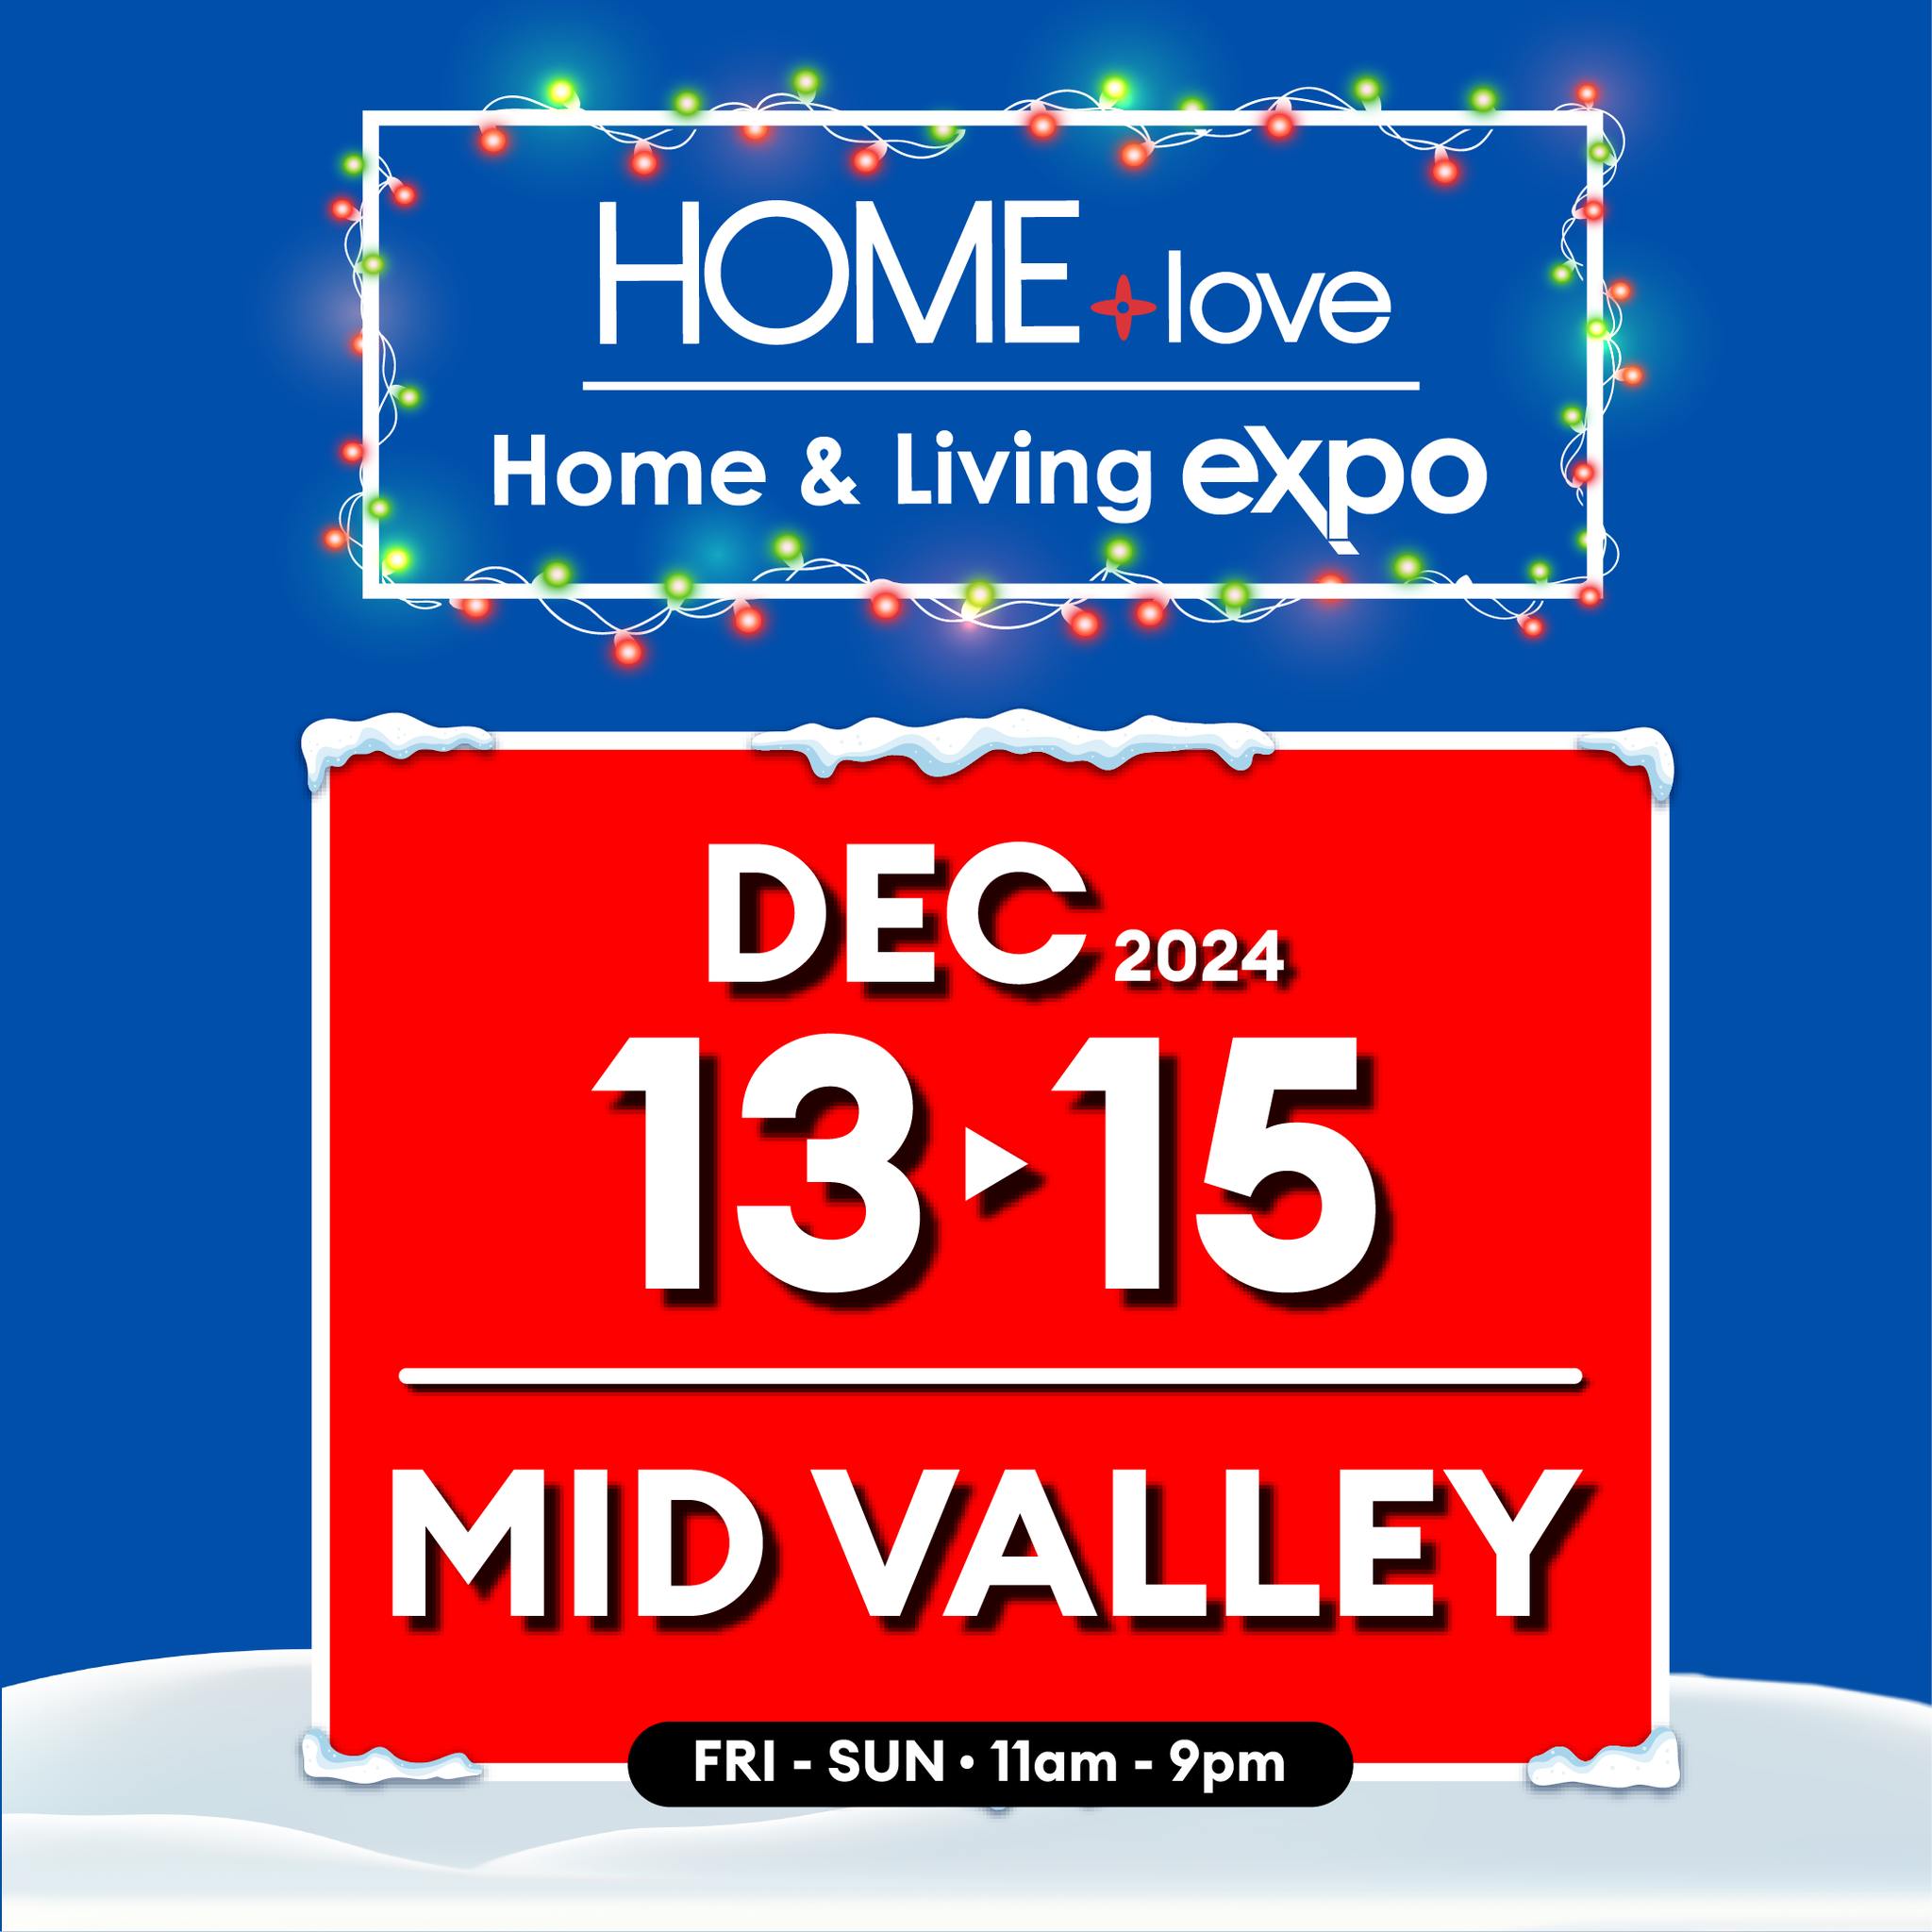 HOME+love
Home & Living expo
DEC 2024
13▸15
MID VALLEY
FRI - SUN • 11am - 9pm